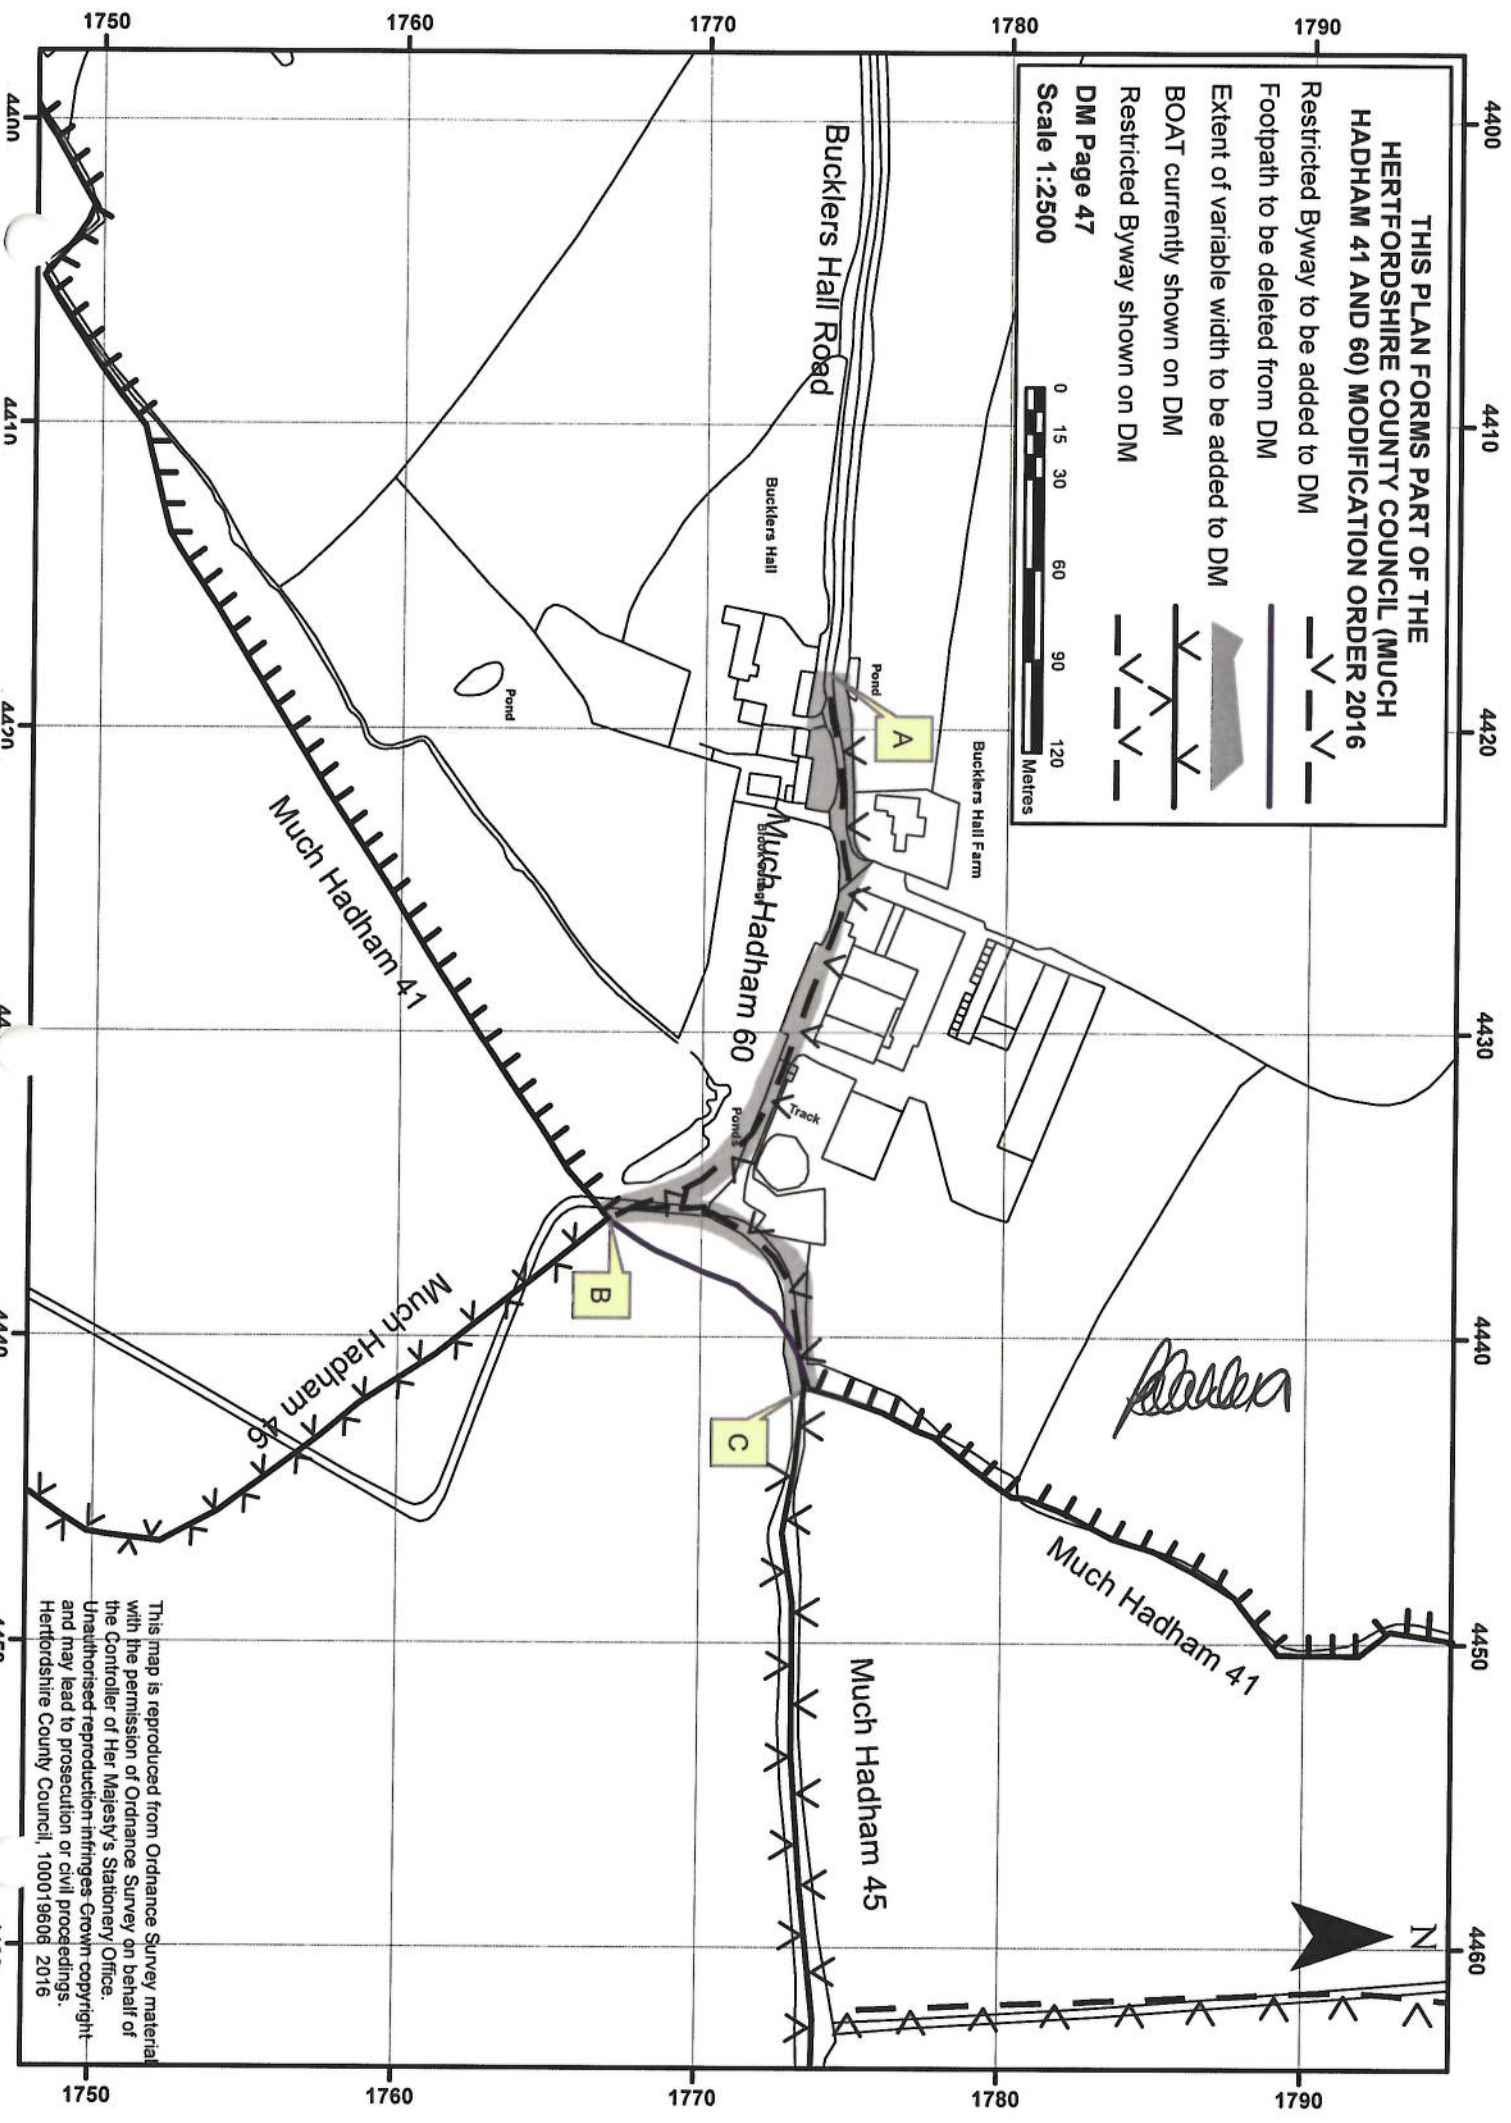 THIS PLAN FORMS PART OF THE
HERTFORDSHIRE COUNTY COUNCIL (MUCH
HADHAM 41 AND 60) MODIFICATION ORDER 2016
Restricted Byway to be added to DM
Footpath to be deleted from DM
Extent of variable width to be added to DM
BOAT currently shown on DM
Restricted Byway shown on DM
DM Page 47
Scale 1:2500
0 15 30 60 90 120
Metres
4400
4410
4420
4430
4440
4450
4460
1790
1780
1770
1760
1750
1790
1780
1770
1760
1750
N
Bucklers Hall Road
Bucklers Hall
Pond
A
Bucklers Hall Farm
Pond
Much Hadham 60
Track
Ponds
B
C
Much Hadham 41
Much Hadham 41
Much Hadham 45
Much Hadham 46
4400
4410
4420
This map is reproduced from Ordnance Survey material
with the permission of Ordnance Survey on behalf of
the Controller of Her Majesty's Stationery Office.
Unauthorised reproduction infringes Crown copyright
and may lead to prosecution or civil proceedings.
Hertfordshire County Council, 100019606 2016